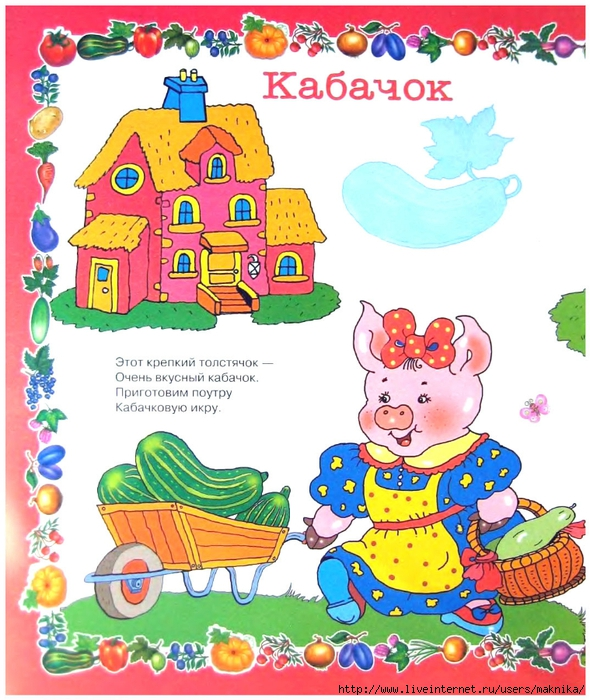 Кабачок
Этот крепкий толстячок —
Очень вкусный кабачок.
Приготовим поутру
Кабачковую икру.
http://www.liveinternet.ru/users/maknika/